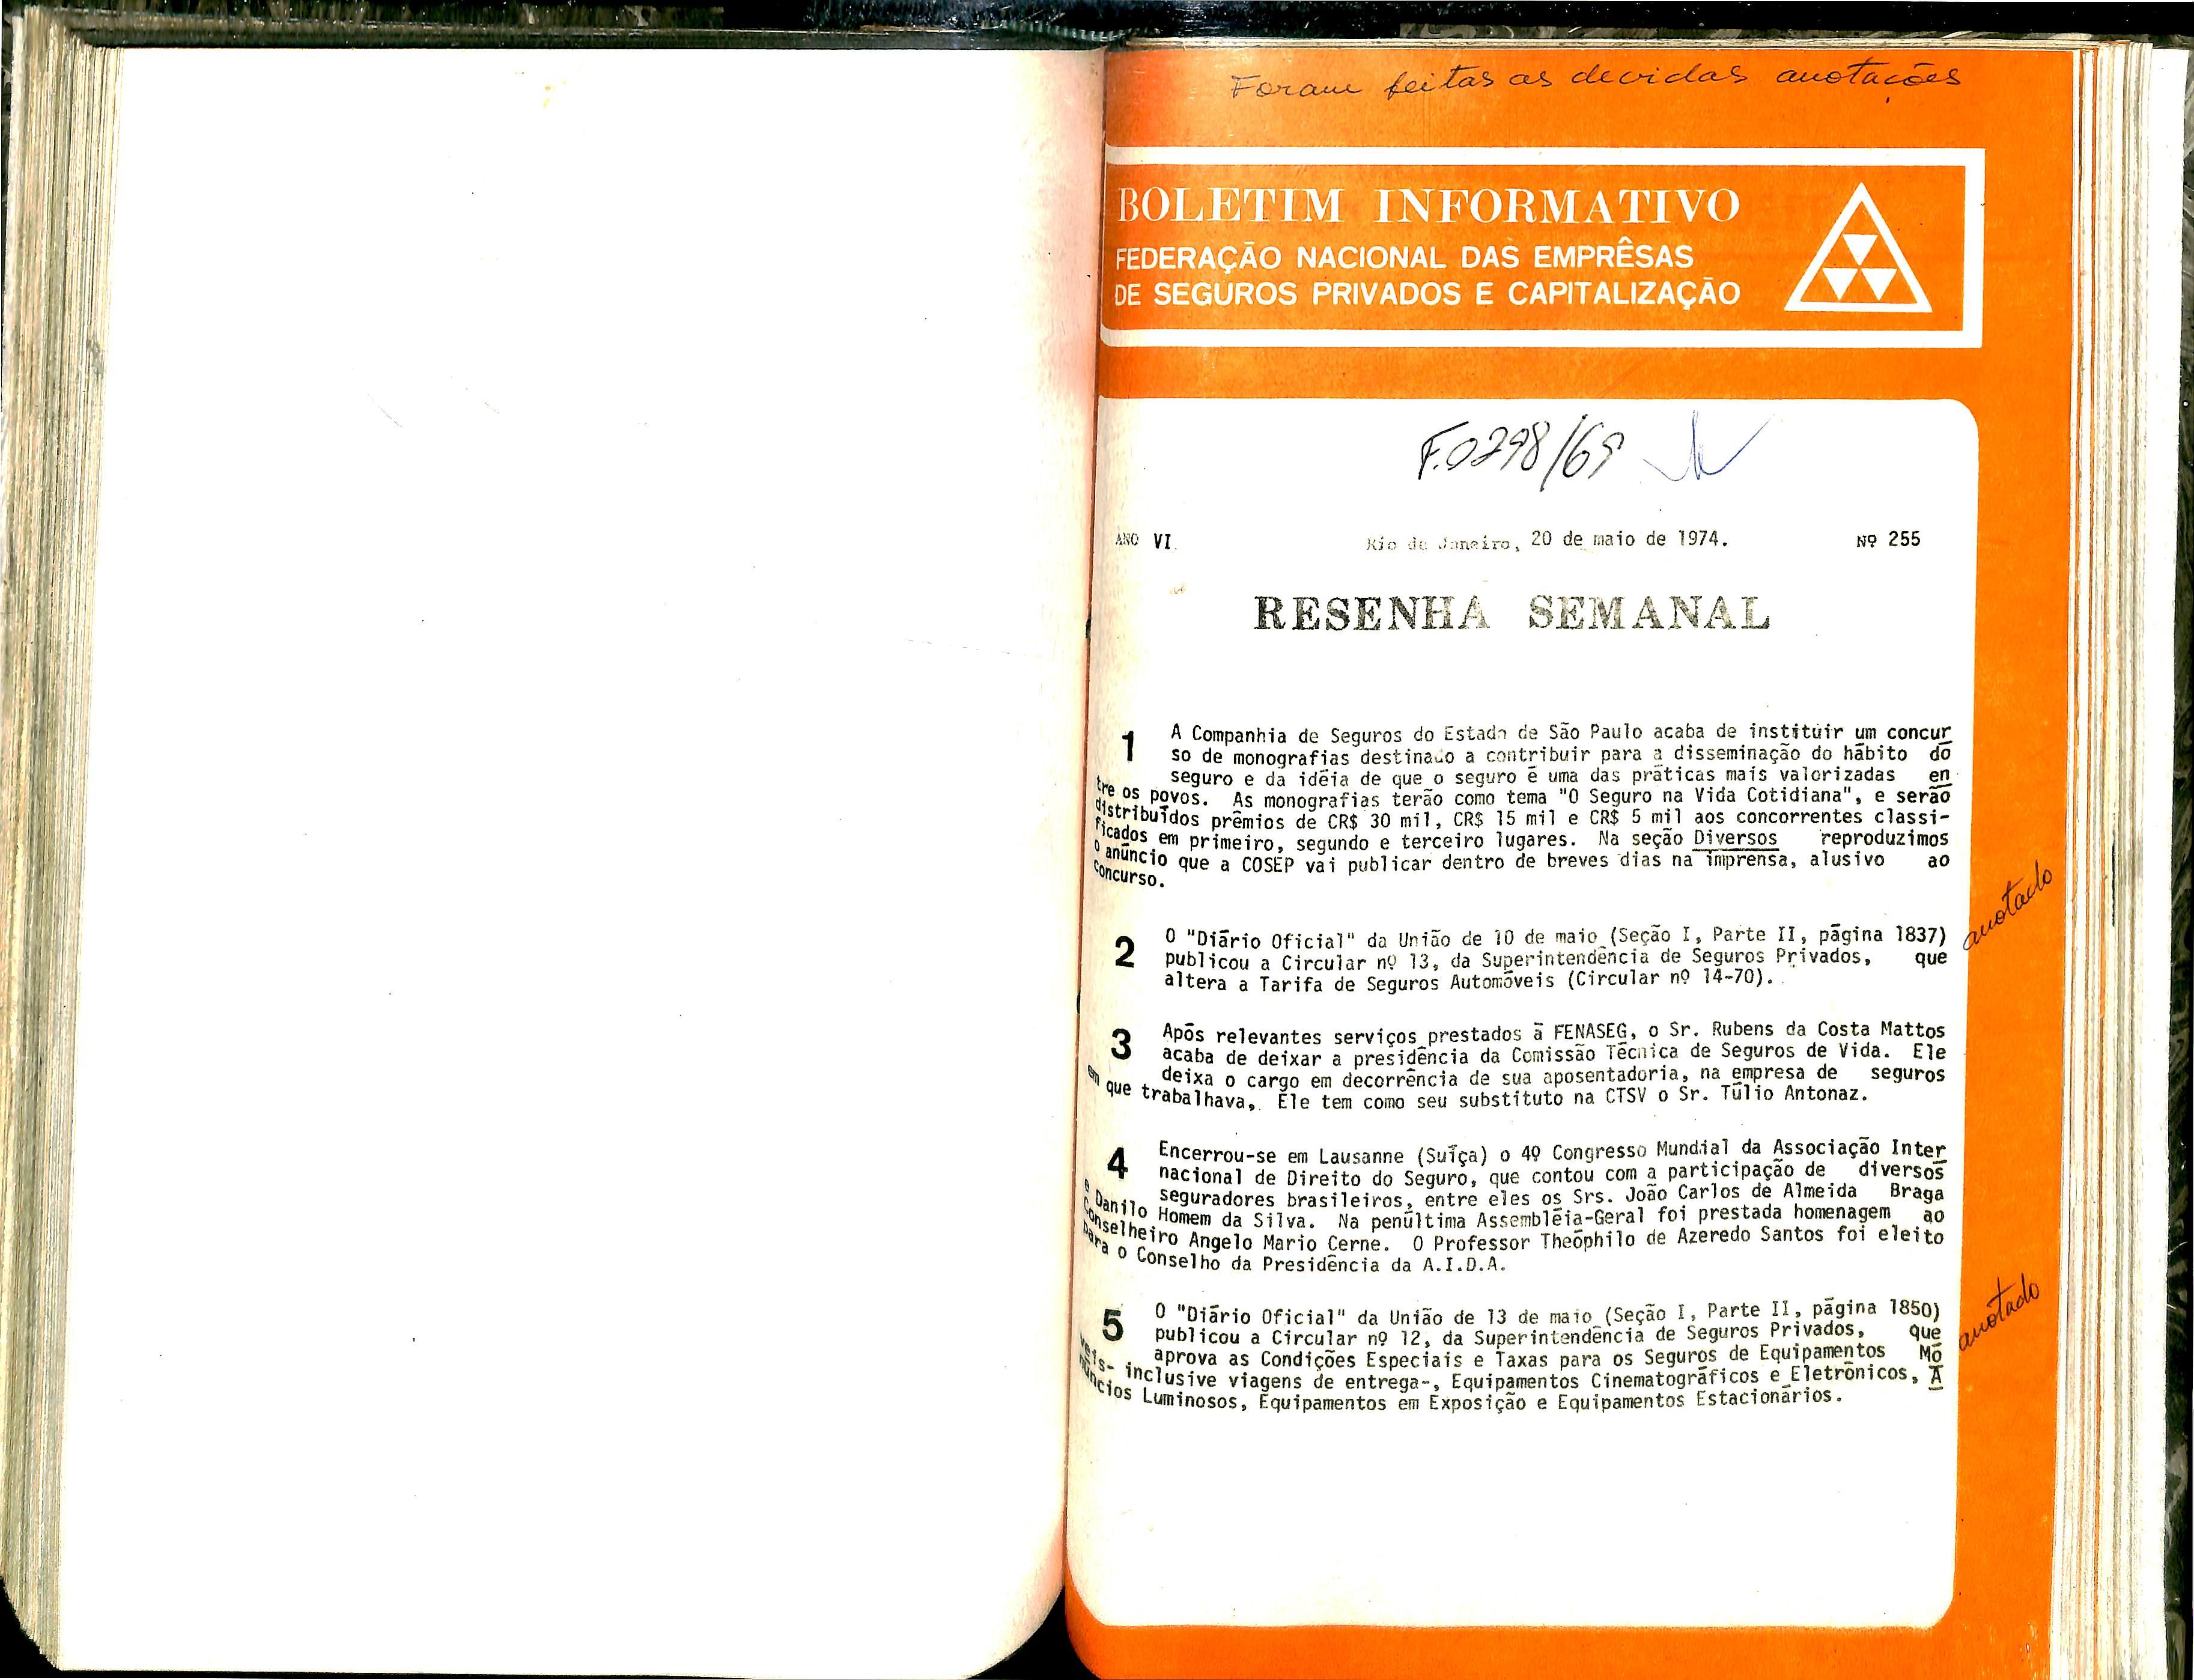 Foram feitas as devidas anotações
BOLETIM INFORMATIVO
FEDERAÇÃO NACIONAL DAS EMPRÊSAS
DE SEGUROS PRIVADOS E CAPITALIZAÇÃO
F.0298/69
ANO VI Rio de Janeiro, 20 de maio de 1974. Nº 255
RESENHA SEMANAL
1 A Companhia de Seguros do Estado de São Paulo acaba de instituir um concur
so de monografias destinado a contribuir para a disseminação do hábito do
seguro e da idéia de que o seguro é uma das práticas mais valorizadas en
tre os povos. As monografias terão como tema "O Seguro na Vida Cotidiana", e serão
distribuídos prêmios de CR$ 30 mil, CR$ 15 mil e CR$ 5 mil aos concorrentes classi-
ficados em primeiro, segundo e terceiro lugares. Na seção Diversos reproduzimos
o anúncio que a COSEP vai publicar dentro de breves dias na imprensa, alusivo ao
concurso.
2 O "Diário Oficial" da União de 10 de maio (Seção I, Parte II, página 1837)
publicou a Circular nº 13, da Superintendência de Seguros Privados, que
altera a Tarifa de Seguros Automóveis (Circular nº 14-70).
anotado
3 Após relevantes serviços prestados à FENASEG, o Sr. Rubens da Costa Mattos
acaba de deixar a presidência da Comissão Técnica de Seguros de Vida. Ele
deixa o cargo em decorrência de sua aposentadoria, na empresa de seguros
em que trabalhava. Ele tem como seu substituto na CTSV o Sr. Túlio Antonaz.
4 Encerrou-se em Lausanne (Suíça) o 4º Congresso Mundial da Associação Inter
nacional de Direito do Seguro, que contou com a participação de diversos
seguradores brasileiros, entre eles os Srs. João Carlos de Almeida Braga
e Danilo Homem da Silva. Na penúltima Assembléia-Geral foi prestada homenagem ao
Conselheiro Angelo Mario Cerne. O Professor Theóphilo de Azeredo Santos foi eleito
para o Conselho da Presidência da A.I.D.A.
5 O "Diário Oficial" da União de 13 de maio (Seção I, Parte II, página 1850)
publicou a Circular nº 12, da Superintendência de Seguros Privados, que
aprova as Condições Especiais e Taxas para os Seguros de Equipamentos Mó
veis- inclusive viagens de entrega-, Equipamentos Cinematográficos e Eletrônicos, A
núncios Luminosos, Equipamentos em Exposição e Equipamentos Estacionários.
anotado